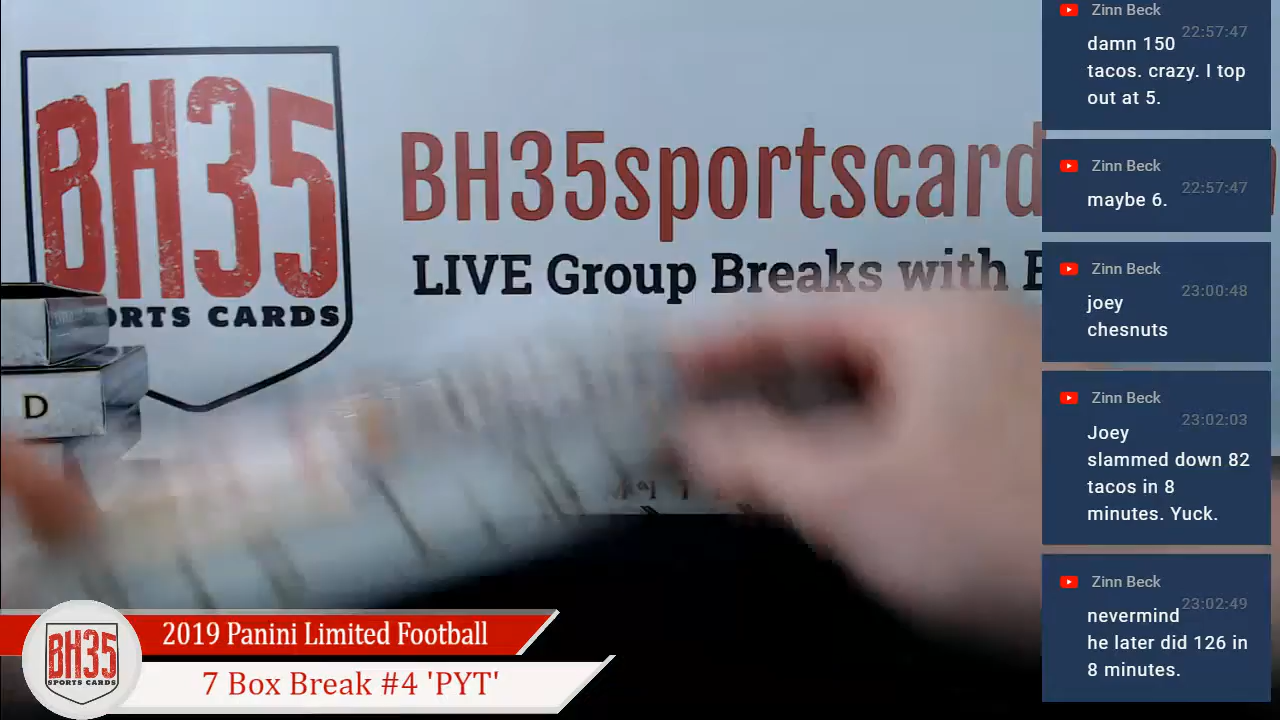 BH35
SPORTS CARDS
BH35sportscard
LIVE Group Breaks with
D
Zinn Beck
22:57:47
damn 150
tacos. crazy. I top
out at 5.
Zinn Beck
22:57:47
maybe 6.
Zinn Beck
23:00:48
joey
chesnuts
Zinn Beck
23:02:03
Joey
slammed down 82
tacos in 8
minutes. Yuck.
Zinn Beck
23:02:49
nevermind
he later did 126 in
8 minutes.
2019 Panini Limited Football
7 Box Break #4 'PYT'
BH35
SPORTS CARDS